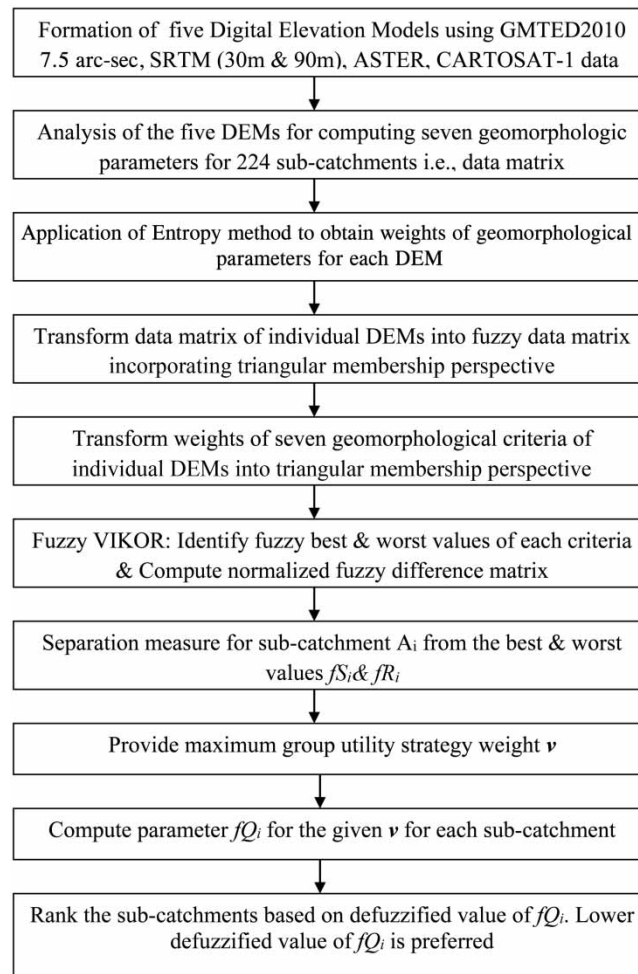 Formation of five Digital Elevation Models using GMTED2010
7.5 arc-sec, SRTM (30m & 90m), ASTER, CARTOSAT-1 data
Analysis of the five DEMs for computing seven geomorphologic
parameters for 224 sub-catchments i.e., data matrix
Application of Entropy method to obtain weights of geomorphological
parameters for each DEM
Transform data matrix of individual DEMs into fuzzy data matrix
incorporating triangular membership perspective
Transform weights of seven geomorphological criteria of
individual DEMs into triangular membership perspective
Fuzzy VIKOR: Identify fuzzy best & worst values of each criteria
& Compute normalized fuzzy difference matrix
Separation measure for sub-catchment Aᵢ from the best & worst
values fSᵢ& fRᵢ
Provide maximum group utility strategy weight v
Compute parameter fQᵢ for the given v for each sub-catchment
Rank the sub-catchments based on defuzzified value of fQᵢ. Lower
defuzzified value of fQᵢ is preferred